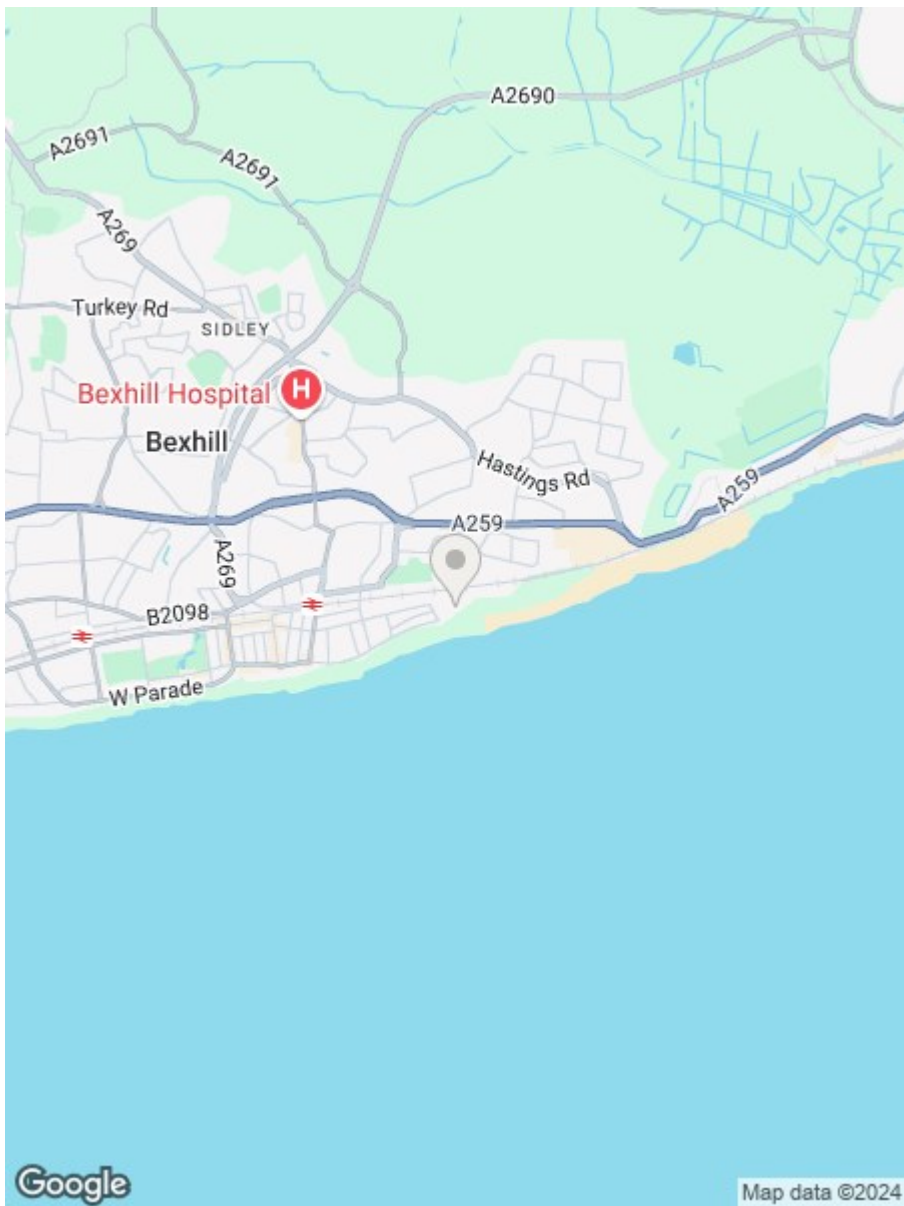 A2690
A2691
A2691
A269
Turkey Rd
SIDLEY
Bexhill Hospital
H
Bexhill
Hastings Rd
A259
A259
A269
B2098
W Parade
Google
Map data ©2024